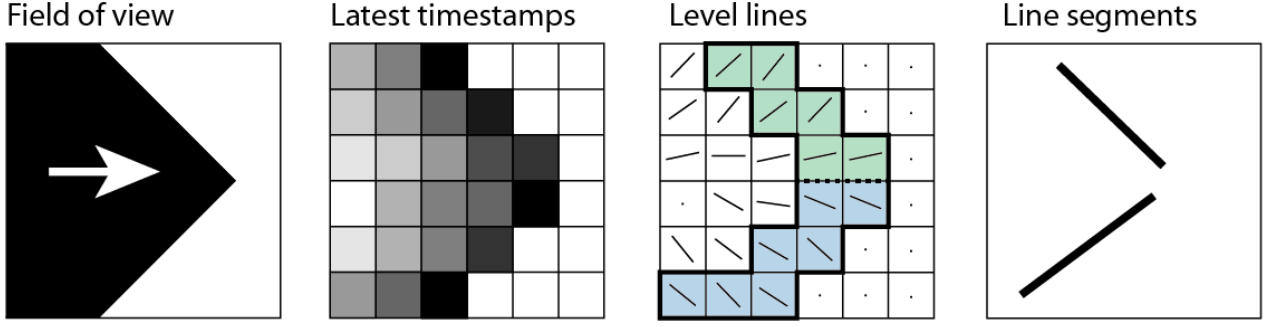 Field of view
Latest timestamps
Level lines
Line segments